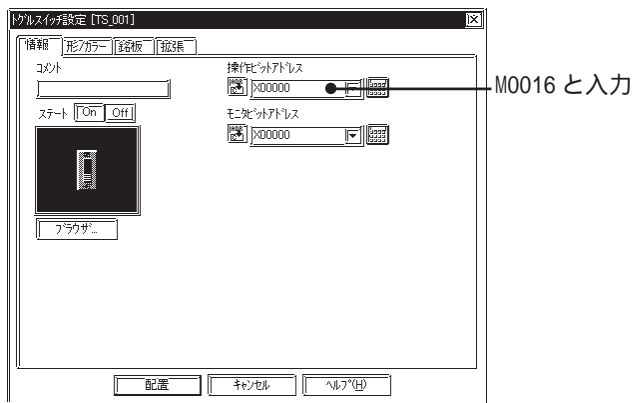 トグルスイッチ設定 [TS_001]
情報 形/カラー 銘板 拡張
コメント
操作ビットアドレス
X00000
M0016 と入力
ステート On Off
モニタビットアドレス
X00000
ブラウザ...
配置 キャンセル ヘルプ(H)